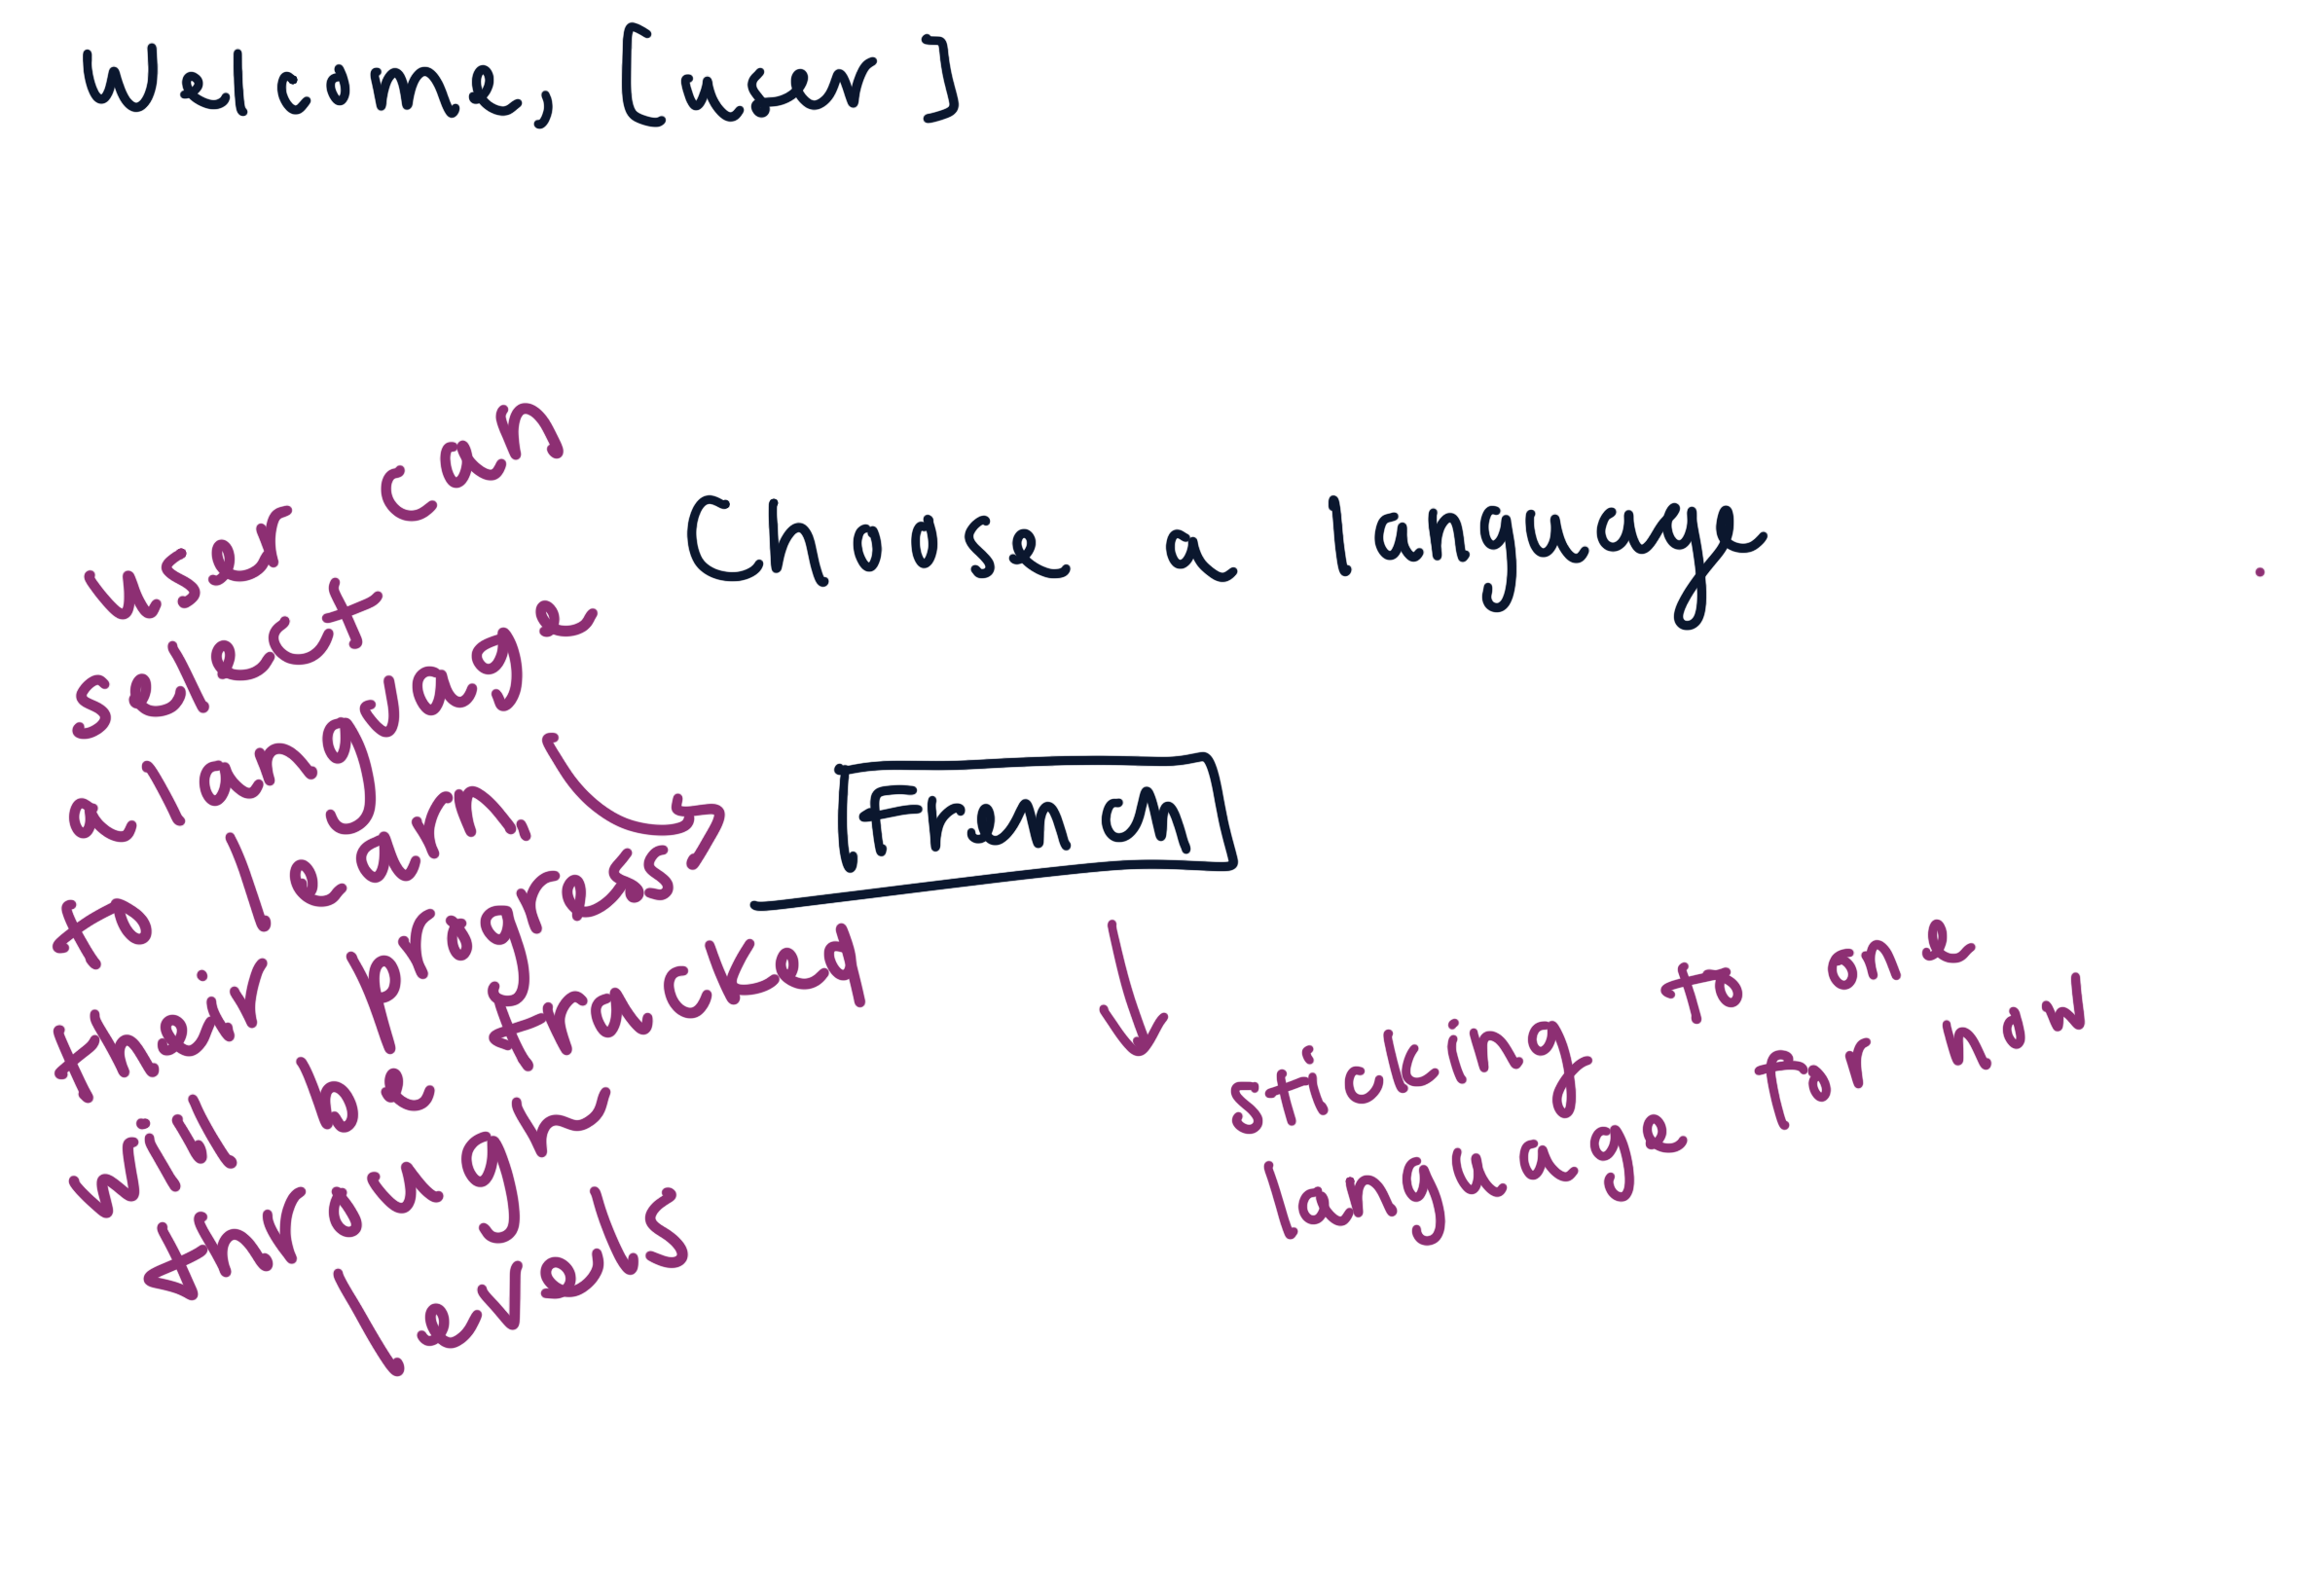 Welcome, [user]
Choose a language
French
user can
select
a language
to learn.
their progress
will be tracked
through
levels
sticking to one
language for now